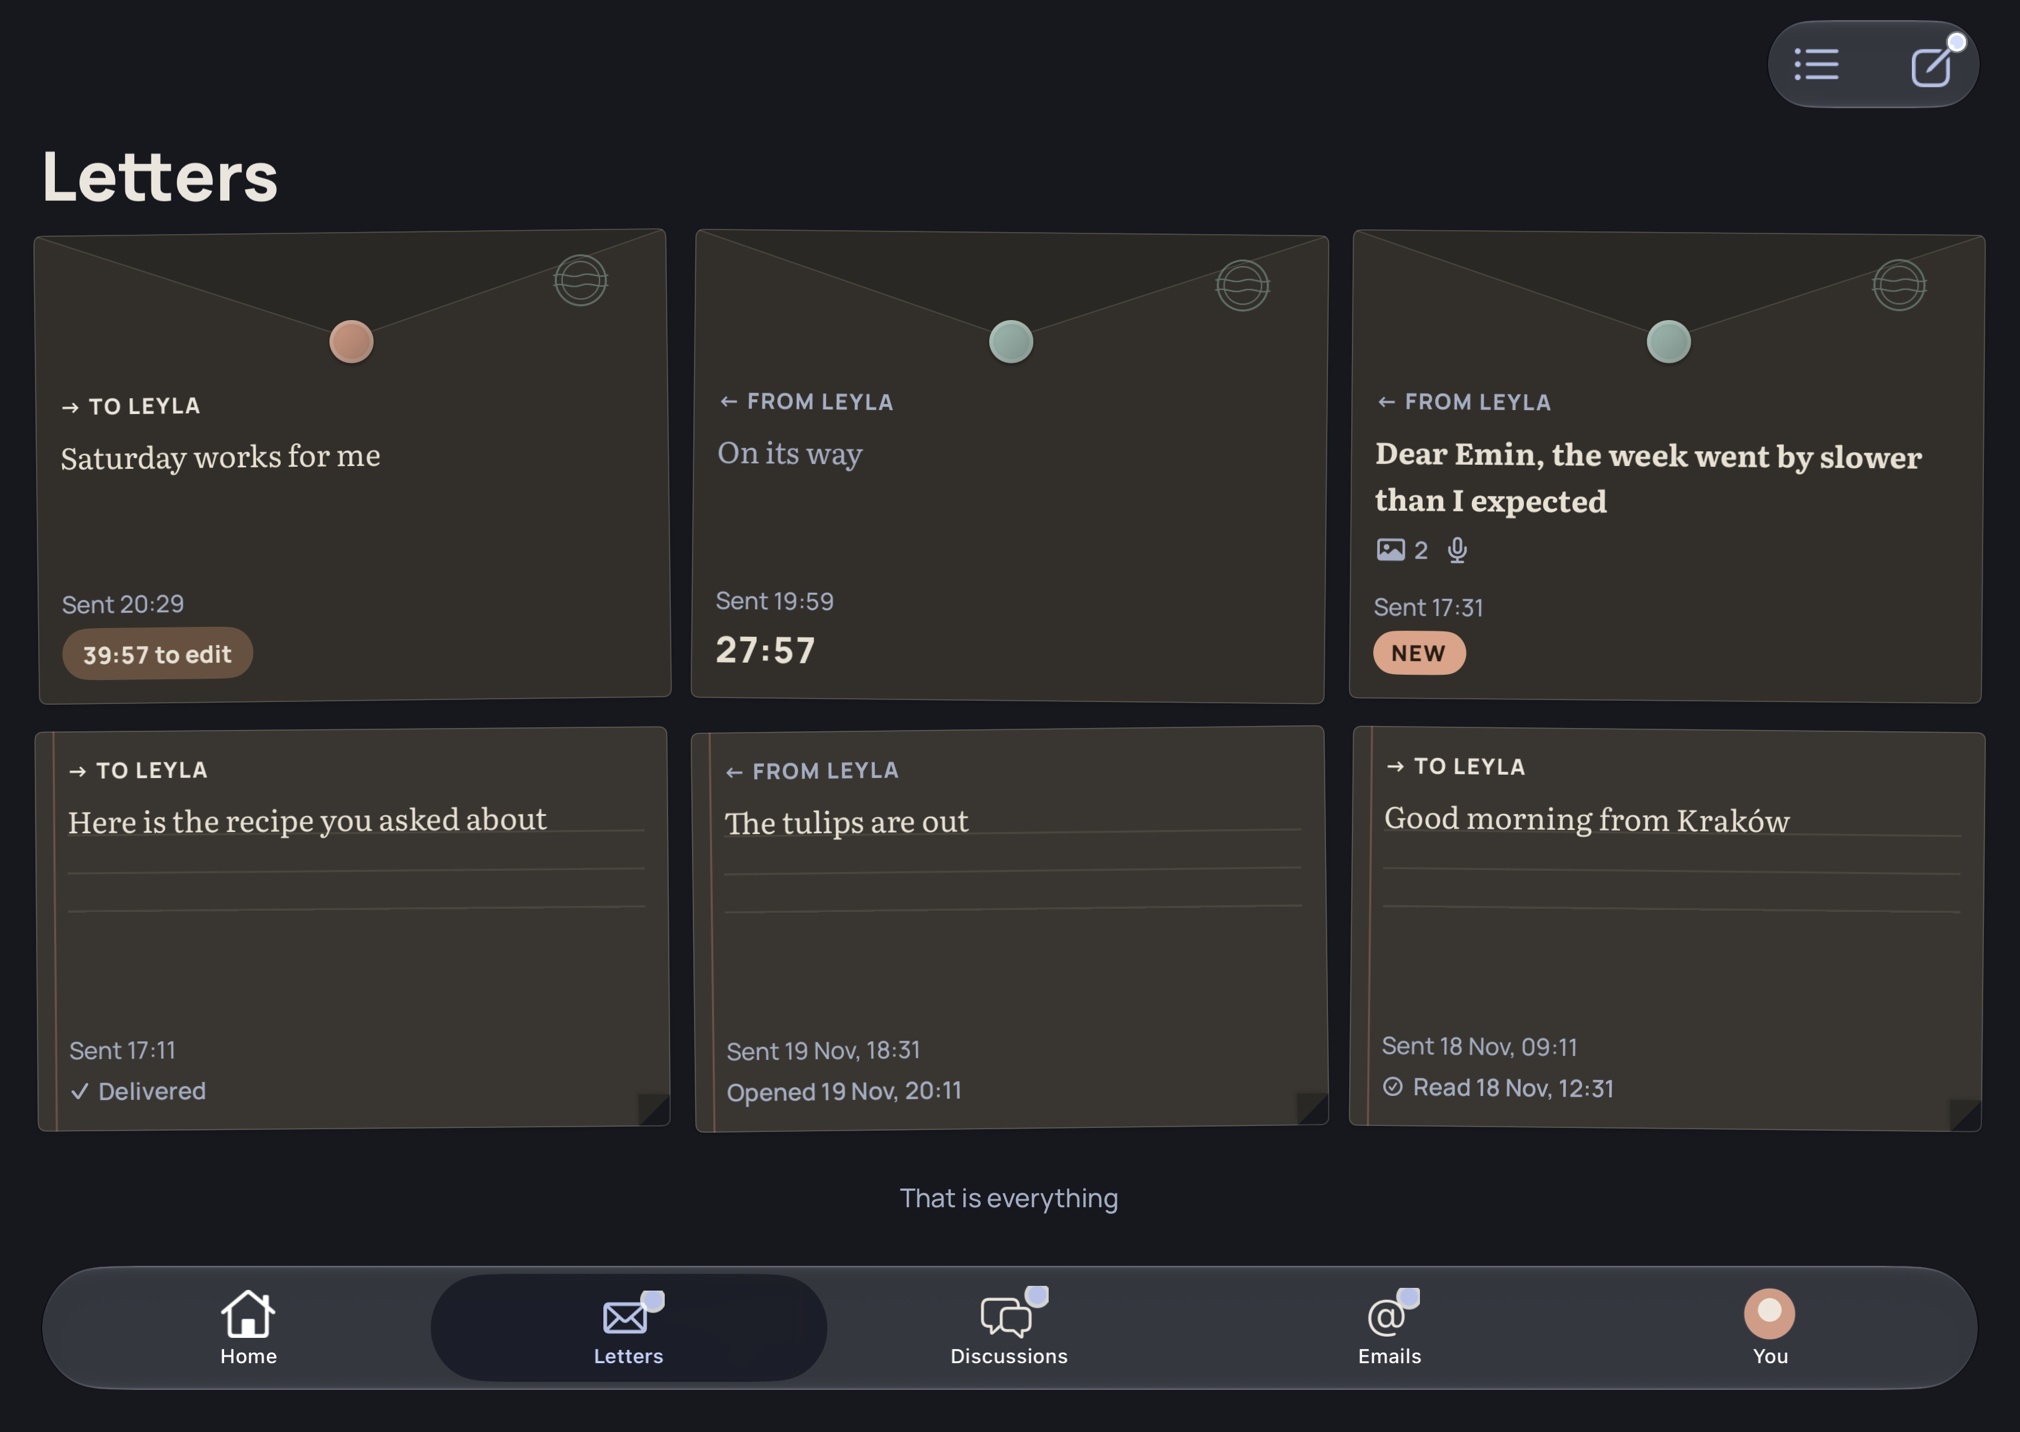 Letters
→ TO LEYLA
Saturday works for me
Sent 20:29
39:57 to edit
← FROM LEYLA
On its way
Sent 19:59
27:57
← FROM LEYLA
Dear Emin, the week went by slower
than I expected
2
Sent 17:31
NEW
→ TO LEYLA
Here is the recipe you asked about
Sent 17:11
Delivered
← FROM LEYLA
The tulips are out
Sent 19 Nov, 18:31
Opened 19 Nov, 20:11
→ TO LEYLA
Good morning from Kraków
Sent 18 Nov, 09:11
Read 18 Nov, 12:31
That is everything
Home
Letters
Discussions
Emails
You